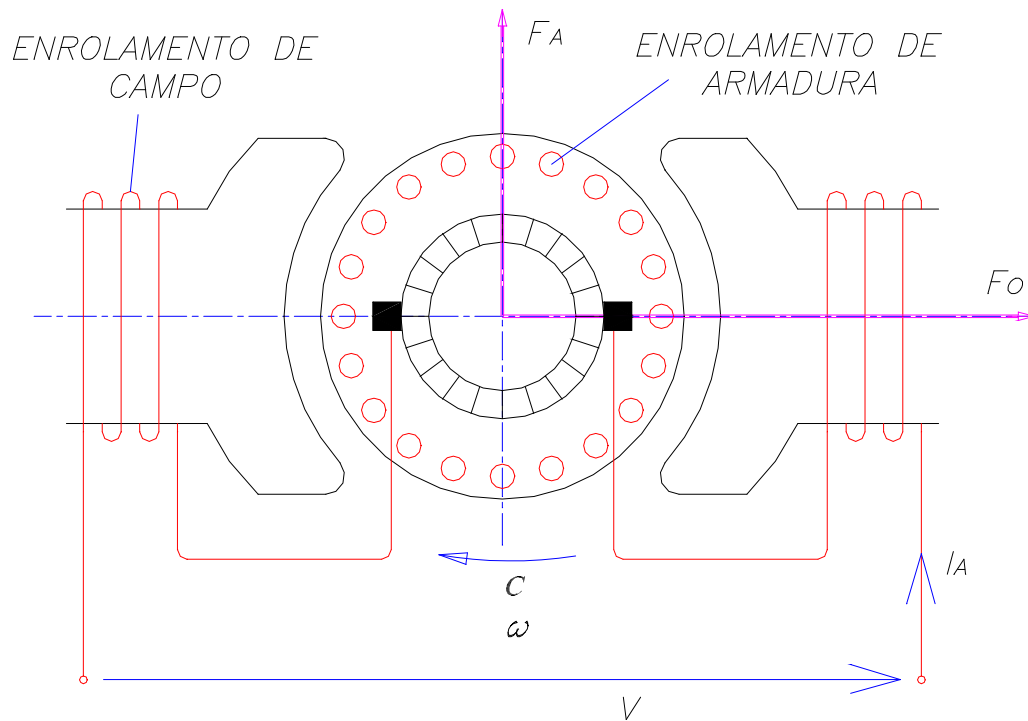 ENROLAMENTO DE
CAMPO
FA
ENROLAMENTO DE
ARMADURA
FO
C
ω
IA
V